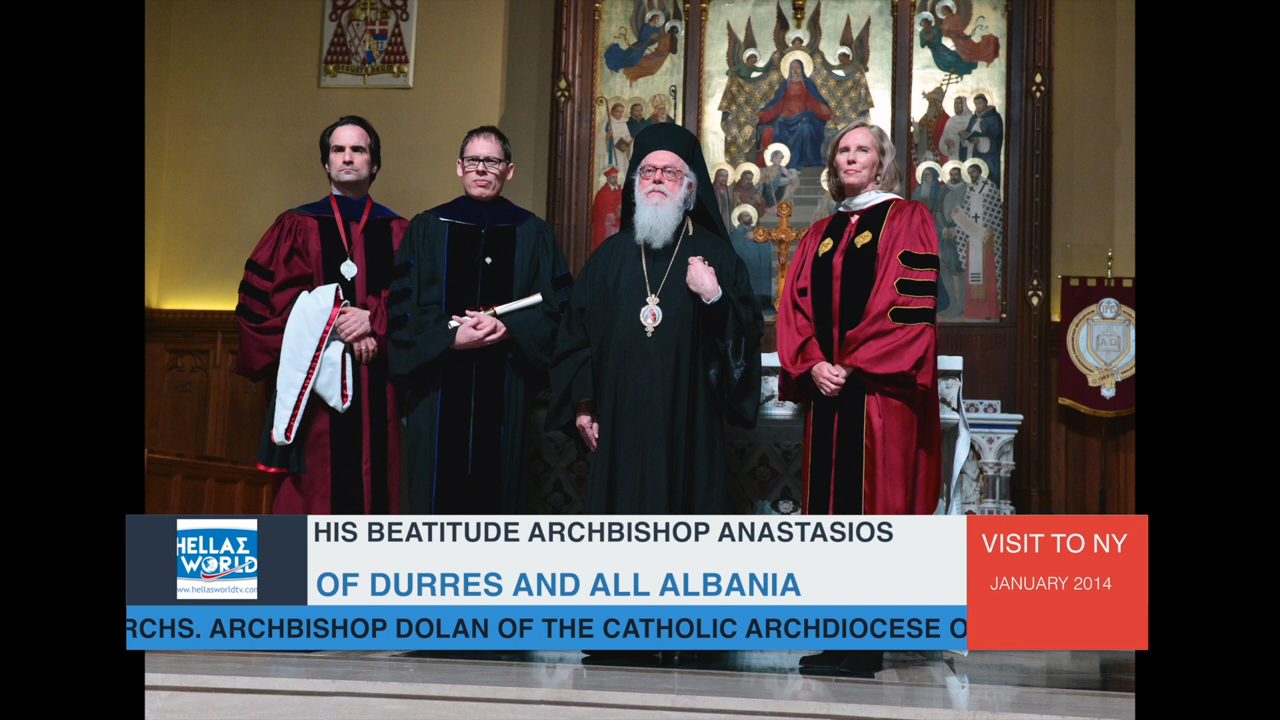 HELLAΣ
WORLD
ww.hellasworldtv.com
HIS BEATITUDE ARCHBISHOP ANASTASIOS
OF DURRES AND ALL ALBANIA
VISIT TO NY
JANUARY 2014
RCHS. ARCHBISHOP DOLAN OF THE CATHOLIC ARCHDIOCESE O